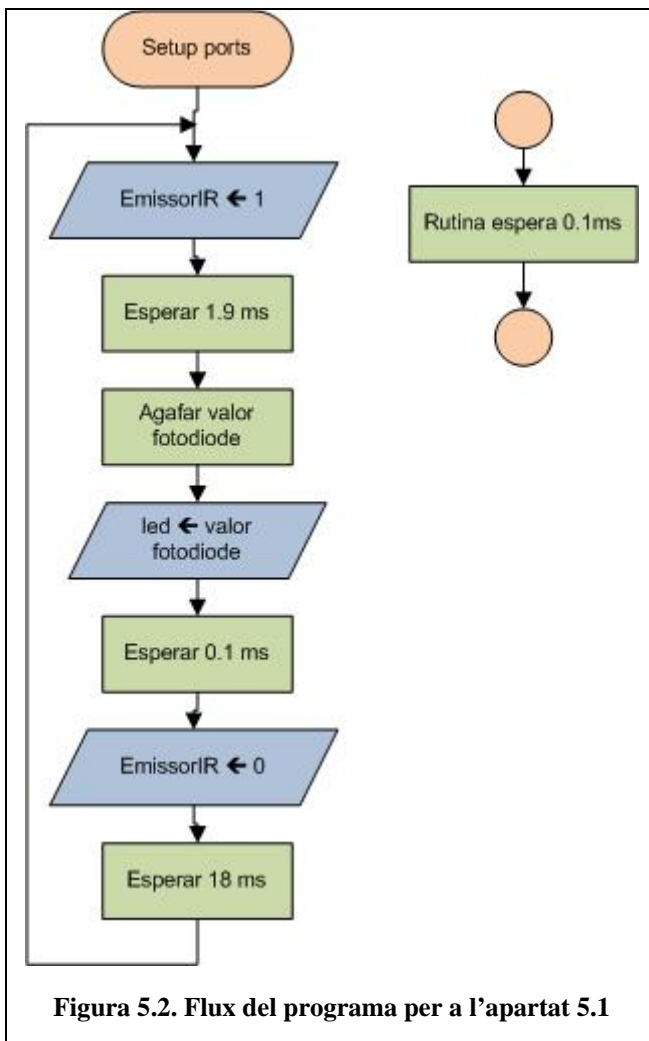 Setup ports
EmissorIR 🡸 1
Esperar 1.9 ms
Agafar valor
fotodiode
led 🡸 valor
fotodiode
Esperar 0.1 ms
EmissorIR 🡸 0
Esperar 18 ms
Rutina espera 0.1ms
Figura 5.2. Flux del programa per a l'apartat 5.1